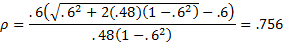 ρ = .6(√.6² + 2(.48)(1 −.6²) − .6) / .48(1 −.6²) = .756